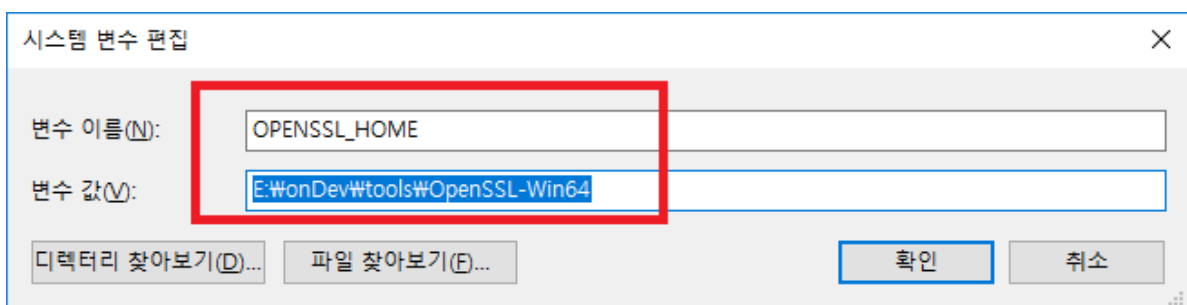 시스템 변수 편집
변수 이름(N):
OPENSSL_HOME
변수 값(V):
E:₩onDev₩tools₩OpenSSL-Win64
디렉터리 찾아보기(D)...
파일 찾아보기(F)...
확인
취소